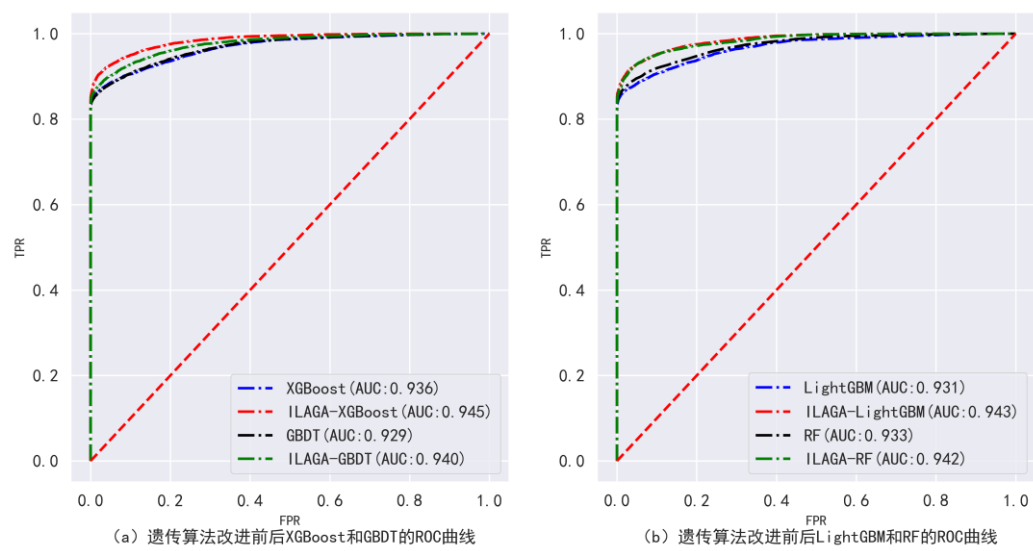 1.0
0.8
0.6
0.4
0.2
0.0
TPR
0.0 0.2 0.4 0.6 0.8 1.0
FPR
XGBoost(AUC:0.936)
ILAGA-XGBoost(AUC:0.945)
GBDT(AUC:0.929)
ILAGA-GBDT(AUC:0.940)
（a）遗传算法改进前后XGBoost和GBDT的ROC曲线
1.0
0.8
0.6
0.4
0.2
0.0
TPR
0.0 0.2 0.4 0.6 0.8 1.0
FPR
LightGBM(AUC:0.931)
ILAGA-LightGBM(AUC:0.943)
RF(AUC:0.933)
ILAGA-RF(AUC:0.942)
（b）遗传算法改进前后LightGBM和RF的ROC曲线